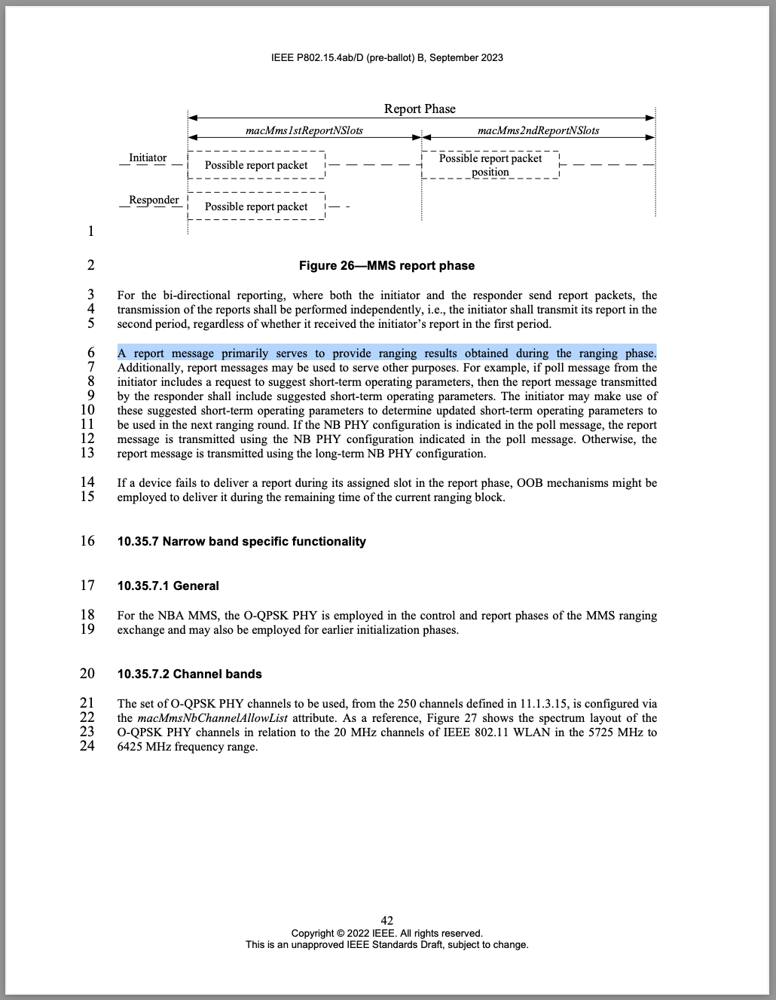 IEEE P802.15.4ab/D (pre-ballot) B, September 2023
Report Phase
macMms1stReportNSlots
macMms2ndReportNSlots
Initiator
Possible report packet
Possible report packet
position
Responder
Possible report packet
1
2 Figure 26—MMS report phase
3 For the bi-directional reporting, where both the initiator and the responder send report packets, the
4 transmission of the reports shall be performed independently, i.e., the initiator shall transmit its report in the
5 second period, regardless of whether it received the initiator’s report in the first period.
6 A report message primarily serves to provide ranging results obtained during the ranging phase.
7 Additionally, report messages may be used to serve other purposes. For example, if poll message from the
8 initiator includes a request to suggest short-term operating parameters, then the report message transmitted
9 by the responder shall include suggested short-term operating parameters. The initiator may make use of
10 these suggested short-term operating parameters to determine updated short-term operating parameters to
11 be used in the next ranging round. If the NB PHY configuration is indicated in the poll message, the report
12 message is transmitted using the NB PHY configuration indicated in the poll message. Otherwise, the
13 report message is transmitted using the long-term NB PHY configuration.
14 If a device fails to deliver a report during its assigned slot in the report phase, OOB mechanisms might be
15 employed to deliver it during the remaining time of the current ranging block.
16 10.35.7 Narrow band specific functionality
17 10.35.7.1 General
18 For the NBA MMS, the O-QPSK PHY is employed in the control and report phases of the MMS ranging
19 exchange and may also be employed for earlier initialization phases.
20 10.35.7.2 Channel bands
21 The set of O-QPSK PHY channels to be used, from the 250 channels defined in 11.1.3.15, is configured via
22 the macMmsNbChannelAllowList attribute. As a reference, Figure 27 shows the spectrum layout of the
23 O-QPSK PHY channels in relation to the 20 MHz channels of IEEE 802.11 WLAN in the 5725 MHz to
24 6425 MHz frequency range.
42
Copyright © 2022 IEEE. All rights reserved.
This is an unapproved IEEE Standards Draft, subject to change.